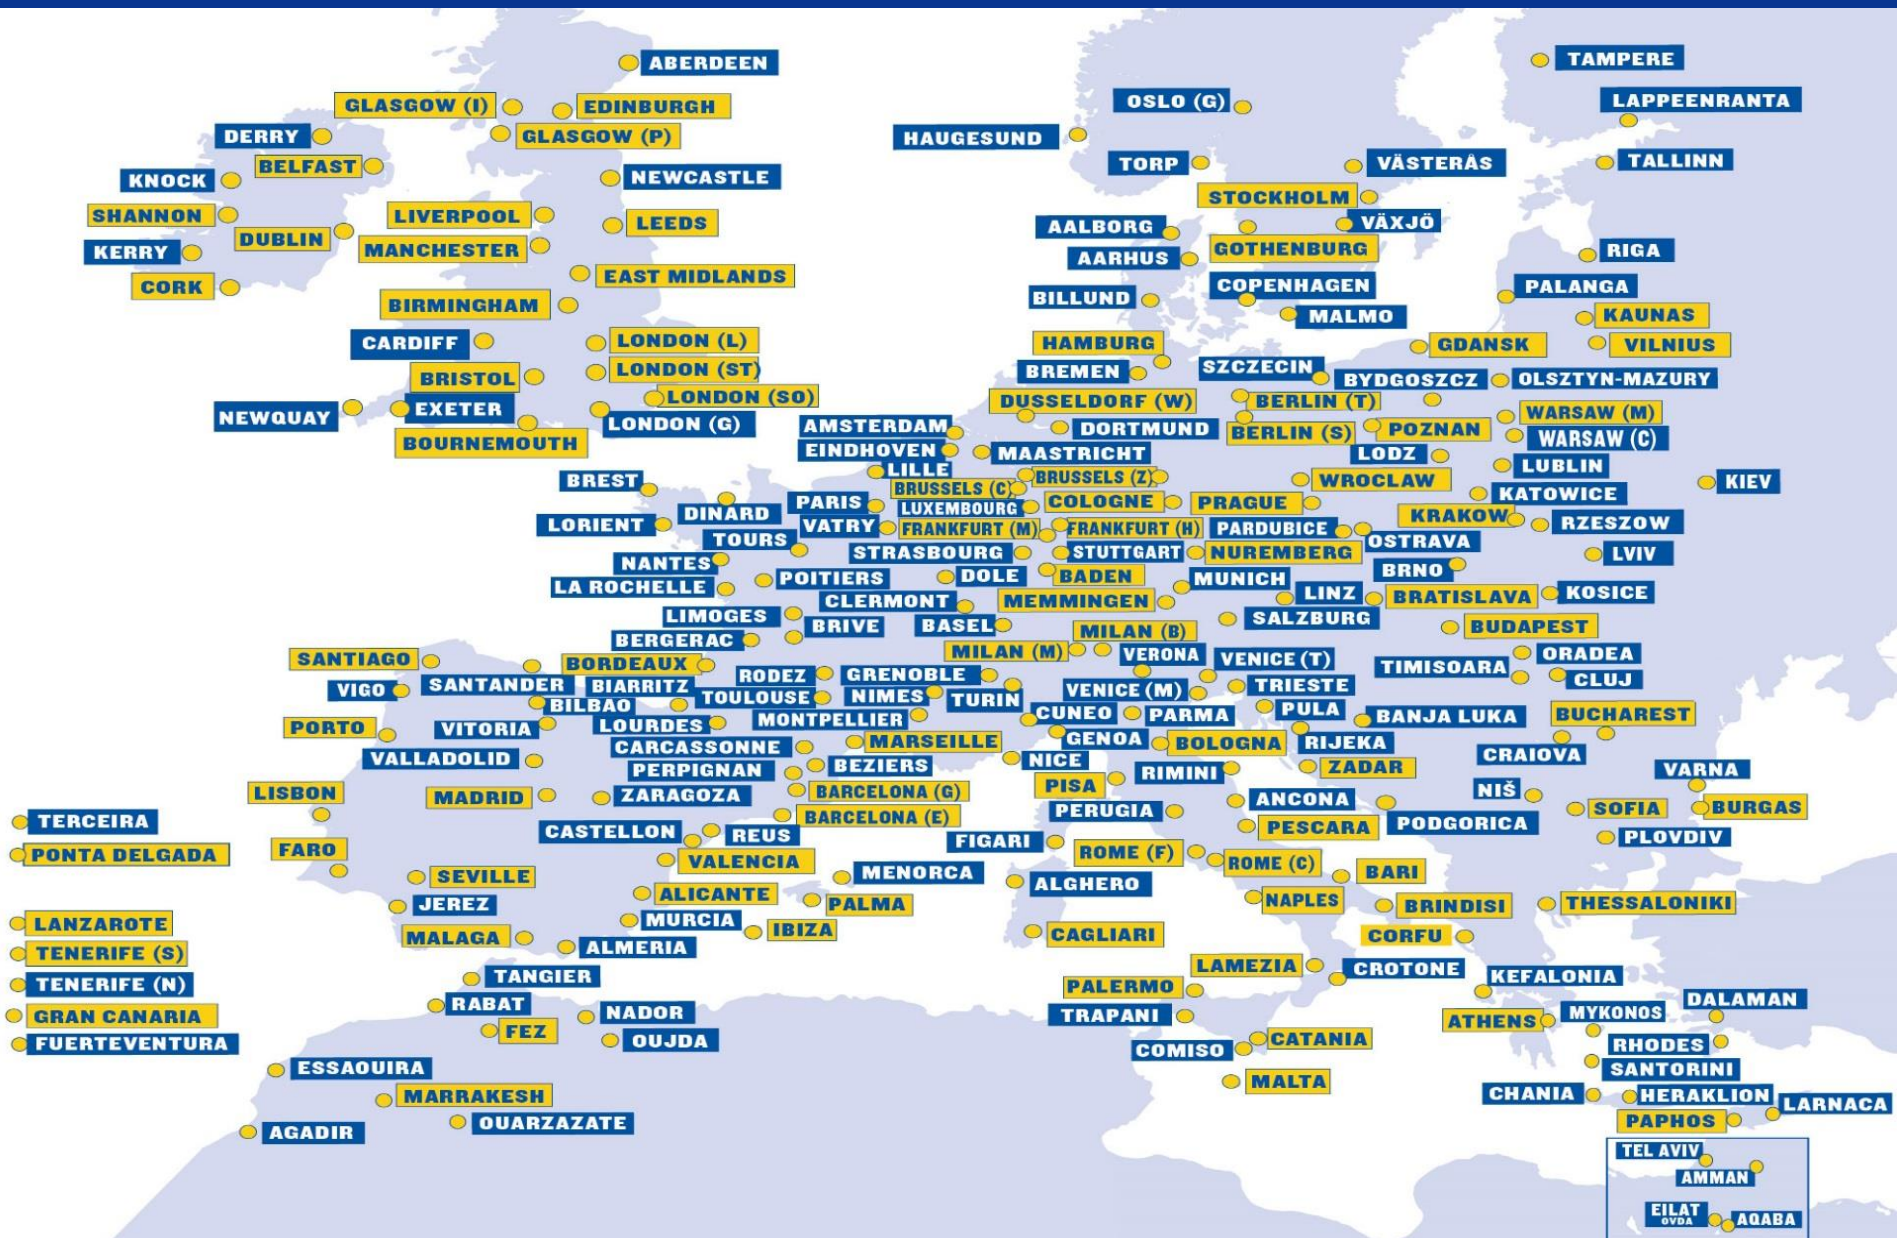 ABERDEEN
TAMPERE
GLASGOW (I)
EDINBURGH
OSLO (G)
LAPPEENRANTA
DERRY
GLASGOW (P)
HAUGESUND
BELFAST
TORP
VÄSTERÅS
TALLINN
KNOCK
NEWCASTLE
STOCKHOLM
SHANNON
LIVERPOOL
LEEDS
AALBORG
VÄXJÖ
DUBLIN
MANCHESTER
GOTHENBURG
KERRY
AARHUS
RIGA
EAST MIDLANDS
CORK
COPENHAGEN
PALANGA
BIRMINGHAM
BILLUND
MALMO
KAUNAS
CARDIFF
LONDON (L)
HAMBURG
GDANSK
VILNIUS
LONDON (ST)
BREMEN
SZCZECIN
BRISTOL
BYDGOSZCZ
OLSZTYN-MAZURY
LONDON (SO)
DUSSELDORF (W)
BERLIN (T)
NEWQUAY
EXETER
WARSAW (M)
LONDON (G)
AMSTERDAM
DORTMUND
BERLIN (S)
POZNAN
WARSAW (C)
BOURNEMOUTH
EINDHOVEN
MAASTRICHT
LODZ
LILLE
LUBLIN
BREST
BRUSSELS (C)
BRUSSELS (Z)
WROCLAW
KIEV
DINARD
PARIS
LUXEMBOURG
COLOGNE
PRAGUE
KATOWICE
LORIENT
VATRY
FRANKFURT (M)
FRANKFURT (H)
PARDUBICE
KRAKOW
RZESZOW
TOURS
OSTRAVA
NANTES
STRASBOURG
STUTTGART
NUREMBERG
LVIV
LA ROCHELLE
POITIERS
DOLE
BADEN
MUNICH
BRNO
LIMOGES
CLERMONT
MEMMINGEN
LINZ
BRATISLAVA
KOSICE
BERGERAC
BRIVE
BASEL
SALZBURG
BUDAPEST
MILAN (B)
SANTIAGO
BORDEAUX
MILAN (M)
VERONA
VENICE (T)
TIMISOARA
ORADEA
VIGO
SANTANDER
BIARRITZ
RODEZ
GRENOBLE
TRIESTE
CLUJ
BILBAO
TOULOUSE
NIMES
TURIN
VENICE (M)
PORTO
VITORIA
LOURDES
MONTPELLIER
CUNEO
PARMA
PULA
BANJA LUKA
BUCHAREST
VALLADOLID
CARCASSONNE
MARSEILLE
GENOA
BOLOGNA
RIJEKA
CRAIOVA
PERPIGNAN
BEZIERS
NICE
RIMINI
ZADAR
VARNA
LISBON
MADRID
ZARAGOZA
BARCELONA (G)
PISA
NIŠ
TERCEIRA
CASTELLON
REUS
BARCELONA (E)
PERUGIA
ANCONA
PODGORICA
SOFIA
BURGAS
FIGARI
PESCARA
PLOVDIV
PONTA DELGADA
FARO
VALENCIA
ROME (F)
ROME (C)
SEVILLE
MENORCA
ALGHERO
BARI
JEREZ
ALICANTE
PALMA
NAPLES
BRINDISI
THESSALONIKI
LANZAROTE
MURCIA
IBIZA
CAGLIARI
CORFU
MALAGA
ALMERIA
TENERIFE (S)
TANGIER
LAMEZIA
CROTONE
KEFALONIA
TENERIFE (N)
RABAT
PALERMO
DALAMAN
GRAN CANARIA
FEZ
NADOR
TRAPANI
ATHENS
MYKONOS
FUERTEVENTURA
OUJDA
COMISO
CATANIA
RHODES
ESSAOUIRA
SANTORINI
MARRAKESH
MALTA
CHANIA
HERAKLION
LARNACA
AGADIR
OUARZAZATE
PAPHOS
TEL AVIV
AMMAN
EILAT
OVDA
AQABA